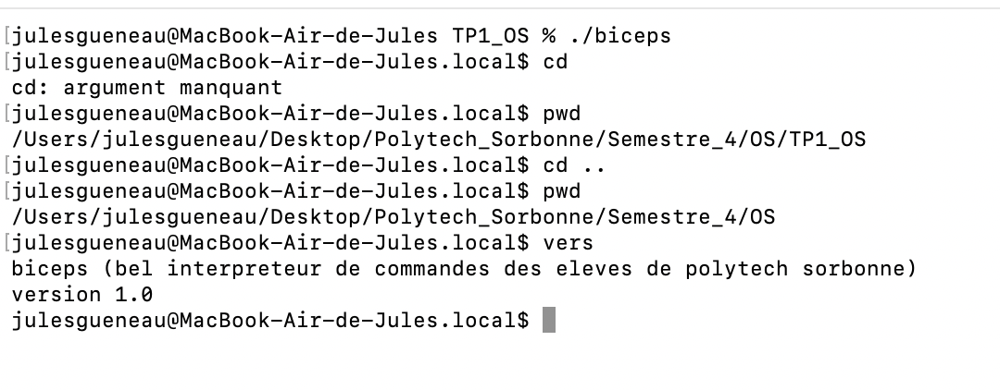 [julesgueneau@MacBook-Air-de-Jules TP1_OS % ./biceps
[julesgueneau@MacBook-Air-de-Jules.local$ cd
cd: argument manquant
[julesgueneau@MacBook-Air-de-Jules.local$ pwd
/Users/julesgueneau/Desktop/Polytech_Sorbonne/Semestre_4/OS/TP1_OS
[julesgueneau@MacBook-Air-de-Jules.local$ cd ..
[julesgueneau@MacBook-Air-de-Jules.local$ pwd
/Users/julesgueneau/Desktop/Polytech_Sorbonne/Semestre_4/OS
[julesgueneau@MacBook-Air-de-Jules.local$ vers
biceps (bel interpreteur de commandes des eleves de polytech sorbonne)
version 1.0
julesgueneau@MacBook-Air-de-Jules.local$